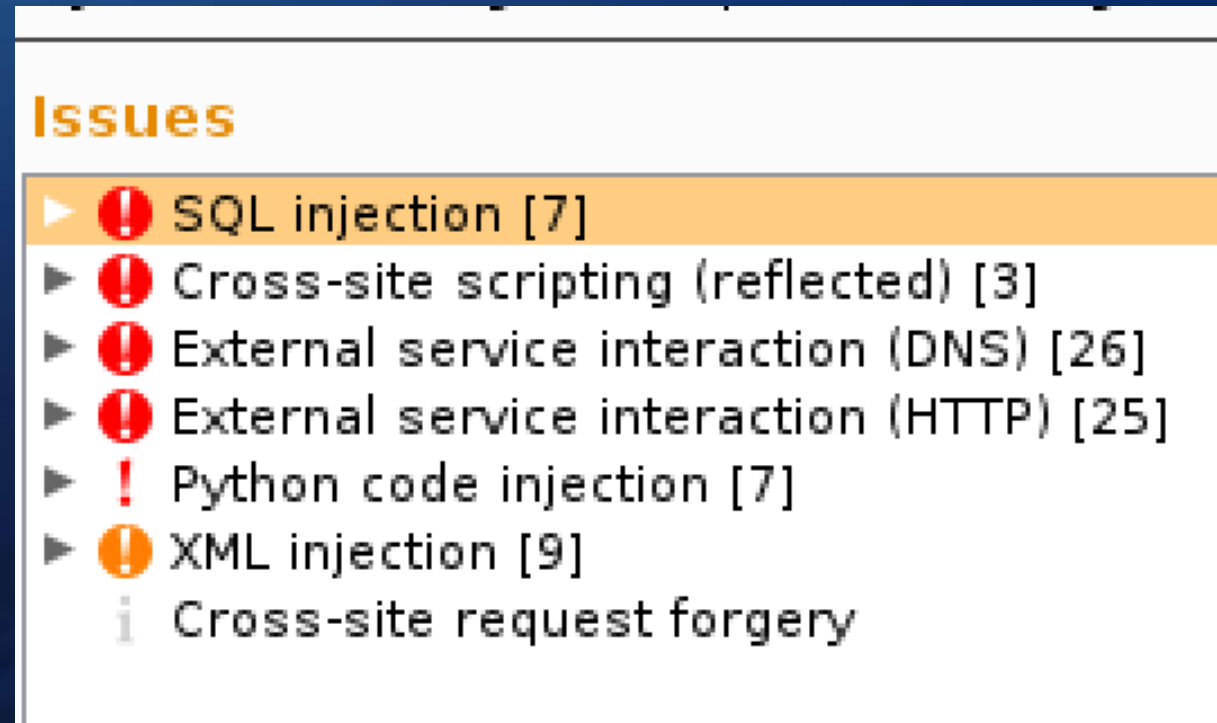 Issues
SQL injection [7]
Cross-site scripting (reflected) [3]
External service interaction (DNS) [26]
External service interaction (HTTP) [25]
Python code injection [7]
XML injection [9]
Cross-site request forgery